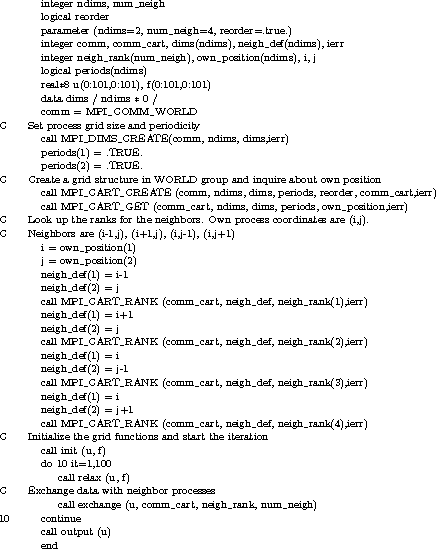 integer ndims, num_neigh
logical reorder
parameter (ndims=2, num_neigh=4, reorder=.true.)
integer comm, comm_cart, dims(ndims), neigh_def(ndims), ierr
integer neigh_rank(num_neigh), own_position(ndims), i, j
logical periods(ndims)
real*8 u(0:101,0:101), f(0:101,0:101)
data dims / ndims * 0 /
comm = MPI_COMM_WORLD
C Set process grid size and periodicity
call MPI_DIMS_CREATE(comm, ndims, dims,ierr)
periods(1) = .TRUE.
periods(2) = .TRUE.
C Create a grid structure in WORLD group and inquire about own position
call MPI_CART_CREATE (comm, ndims, dims, periods, reorder, comm_cart,ierr)
call MPI_CART_GET (comm_cart, ndims, dims, periods, own_position,ierr)
C Look up the ranks for the neighbors. Own process coordinates are (i,j).
C Neighbors are (i-1,j), (i+1,j), (i,j-1), (i,j+1)
i = own_position(1)
j = own_position(2)
neigh_def(1) = i-1
neigh_def(2) = j
call MPI_CART_RANK (comm_cart, neigh_def, neigh_rank(1),ierr)
neigh_def(1) = i+1
neigh_def(2) = j
call MPI_CART_RANK (comm_cart, neigh_def, neigh_rank(2),ierr)
neigh_def(1) = i
neigh_def(2) = j-1
call MPI_CART_RANK (comm_cart, neigh_def, neigh_rank(3),ierr)
neigh_def(1) = i
neigh_def(2) = j+1
call MPI_CART_RANK (comm_cart, neigh_def, neigh_rank(4),ierr)
C Initialize the grid functions and start the iteration
call init (u, f)
do 10 it=1,100
call relax (u, f)
C Exchange data with neighbor processes
call exchange (u, comm_cart, neigh_rank, num_neigh)
10 continue
call output (u)
end